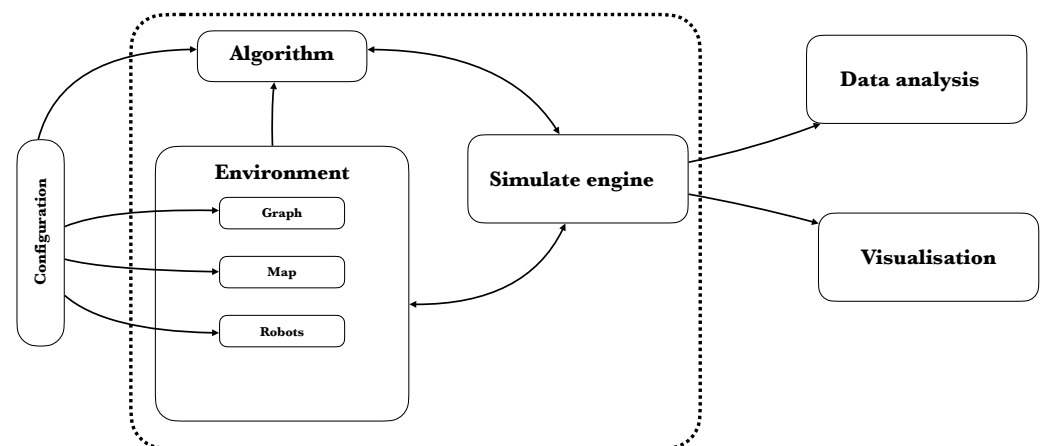 Algorithm
Data analysis
Configuration
Environment
Simulate engine
Graph
Visualisation
Map
Robots